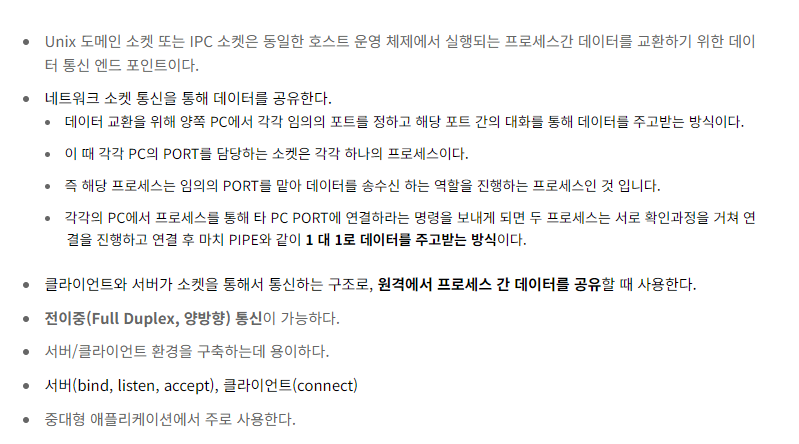 Unix 도메인 소켓 또는 IPC 소켓은 동일한 호스트 운영 체제에서 실행되는 프로세스간 데이터를 교환하기 위한 데이
터 통신 엔드 포인트이다.
네트워크 소켓 통신을 통해 데이터를 공유한다.
데이터 교환을 위해 양쪽 PC에서 각각 임의의 포트를 정하고 해당 포트 간의 대화를 통해 데이터를 주고받는 방식이다.
이 때 각각 PC의 PORT를 담당하는 소켓은 각각 하나의 프로세스이다.
즉 해당 프로세스는 임의의 PORT를 맡아 데이터를 송수신 하는 역할을 진행하는 프로세스인 것 입니다.
각각의 PC에서 프로세스를 통해 타 PC PORT에 연결하라는 명령을 보내게 되면 두 프로세스는 서로 확인과정을 거쳐 연
결을 진행하고 연결 후 마치 PIPE와 같이 1 대 1로 데이터를 주고받는 방식이다.
클라이언트와 서버가 소켓을 통해서 통신하는 구조로, 원격에서 프로세스 간 데이터를 공유할 때 사용한다.
전이중(Full Duplex, 양방향) 통신이 가능하다.
서버/클라이언트 환경을 구축하는데 용이하다.
서버(bind, listen, accept), 클라이언트(connect)
중대형 애플리케이션에서 주로 사용한다.